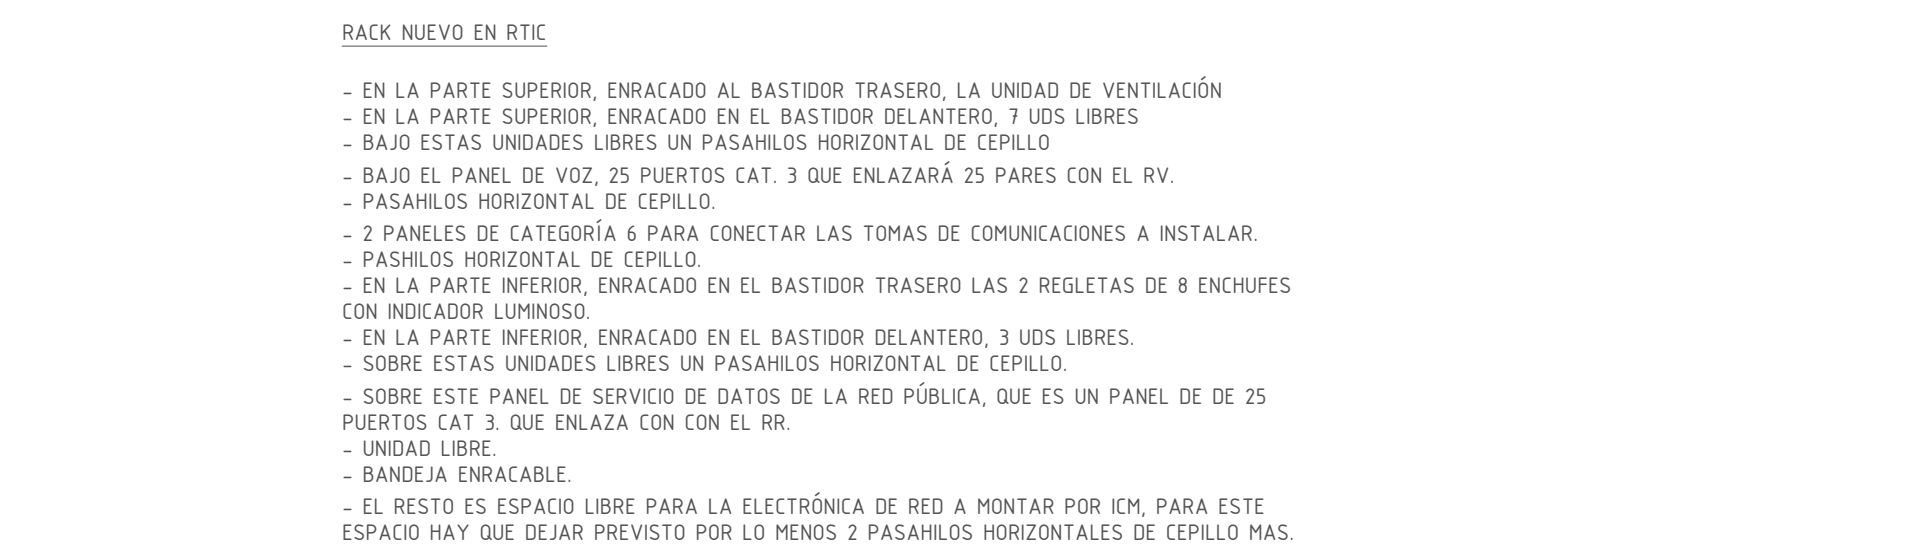 RACK NUEVO EN RTIC
- EN LA PARTE SUPERIOR, ENRACADO AL BASTIDOR TRASERO, LA UNIDAD DE VENTILACIÓN
- EN LA PARTE SUPERIOR, ENRACADO EN EL BASTIDOR DELANTERO, 7 UDS LIBRES
- BAJO ESTAS UNIDADES LIBRES UN PASAHILOS HORIZONTAL DE CEPILLO
- BAJO EL PANEL DE VOZ, 25 PUERTOS CAT. 3 QUE ENLAZARÁ 25 PARES CON EL RV.
- PASAHILOS HORIZONTAL DE CEPILLO.
- 2 PANELES DE CATEGORÍA 6 PARA CONECTAR LAS TOMAS DE COMUNICACIONES A INSTALAR.
- PASHILOS HORIZONTAL DE CEPILLO.
- EN LA PARTE INFERIOR, ENRACADO EN EL BASTIDOR TRASERO LAS 2 REGLETAS DE 8 ENCHUFES
CON INDICADOR LUMINOSO.
- EN LA PARTE INFERIOR, ENRACADO EN EL BASTIDOR DELANTERO, 3 UDS LIBRES.
- SOBRE ESTAS UNIDADES LIBRES UN PASAHILOS HORIZONTAL DE CEPILLO.
- SOBRE ESTE PANEL DE SERVICIO DE DATOS DE LA RED PÚBLICA, QUE ES UN PANEL DE DE 25
PUERTOS CAT 3. QUE ENLAZA CON CON EL RR.
- UNIDAD LIBRE.
- BANDEJA ENRACABLE.
- EL RESTO ES ESPACIO LIBRE PARA LA ELECTRÓNICA DE RED A MONTAR POR ICM, PARA ESTE
ESPACIO HAY QUE DEJAR PREVISTO POR LO MENOS 2 PASAHILOS HORIZONTALES DE CEPILLO MAS.